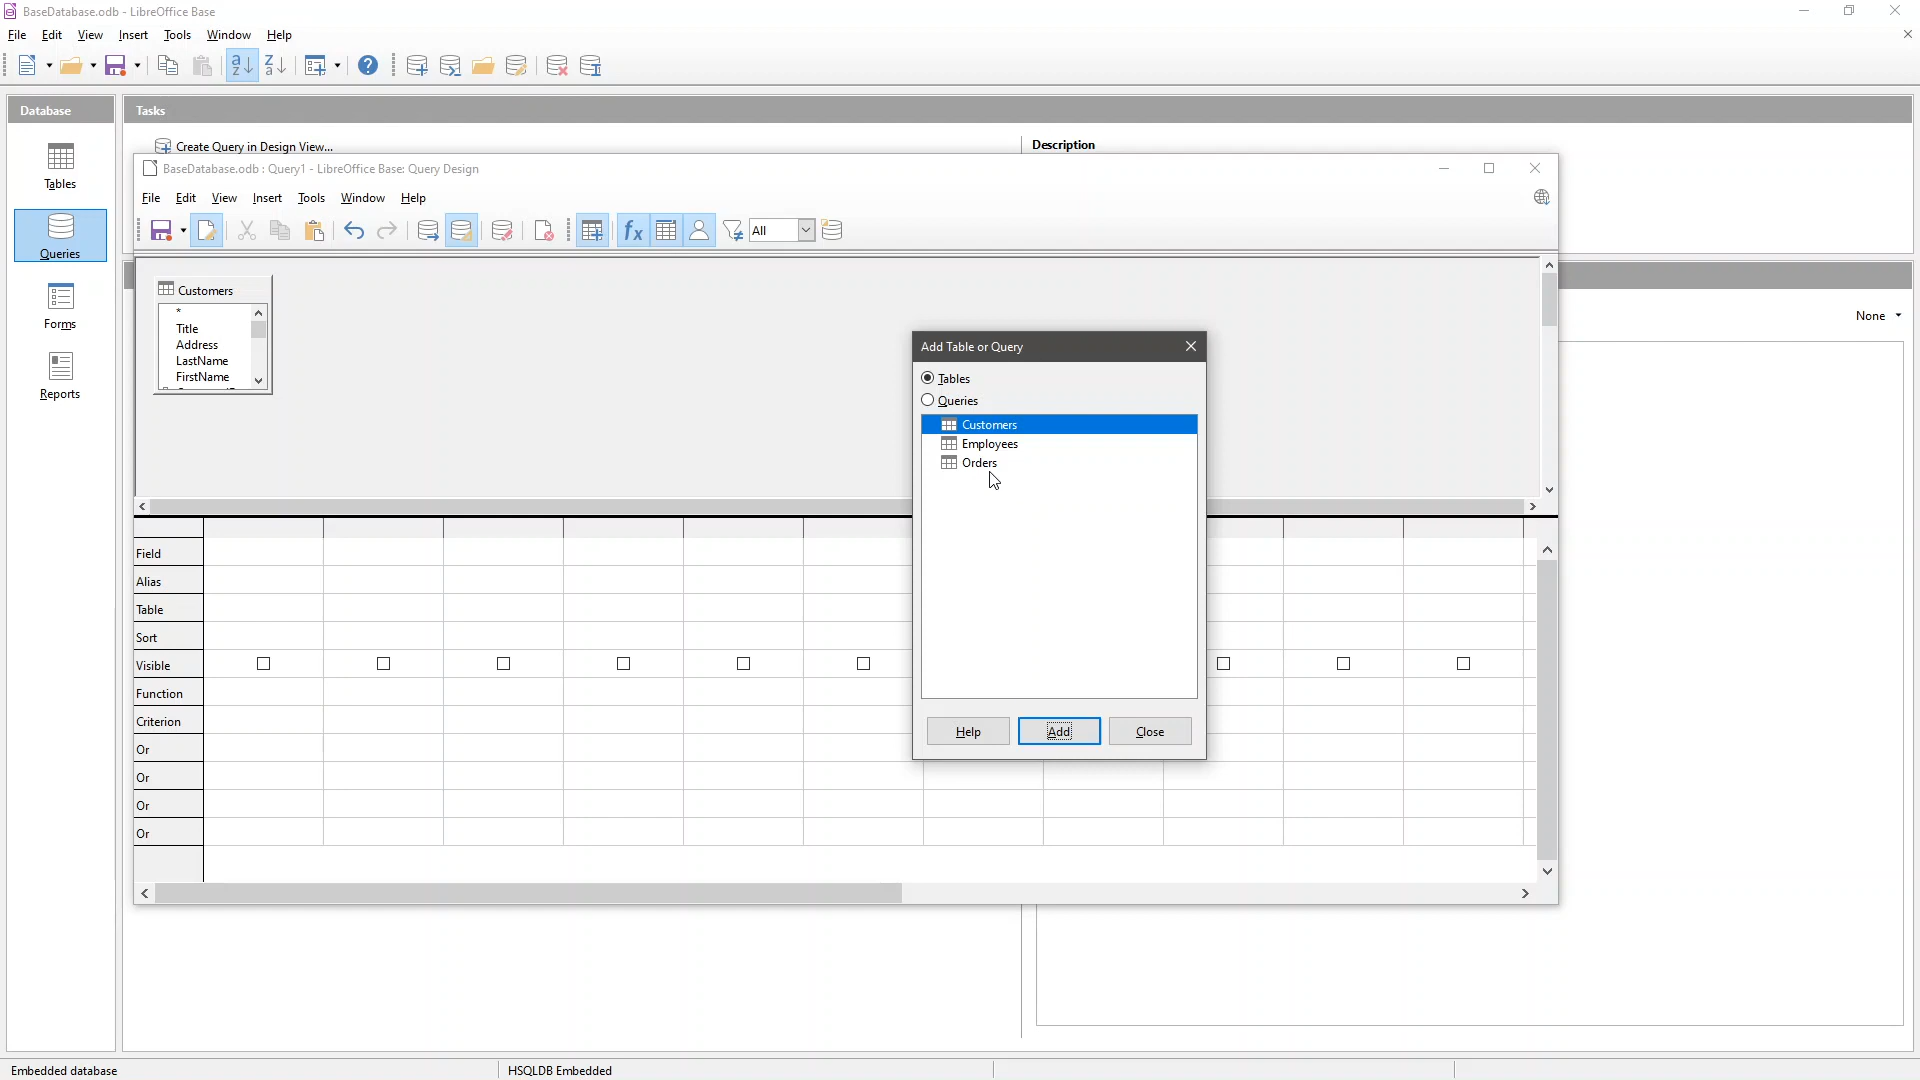 BaseDatabase.odb - LibreOffice Base
File Edit View Insert Tools Window Help
Database
Tasks
Tables
Queries
Forms
Reports
Create Query in Design View...
Description
None
BaseDatabase.odb : Query1 - LibreOffice Base: Query Design
File Edit View Insert Tools Window Help
All
Customers
*
Title
Address
LastName
FirstName
Field
Alias
Table
Sort
Visible
Function
Criterion
Or
Or
Or
Or
Add Table or Query
Tables
Queries
Customers
Employees
Orders
Help Add Close
Embedded database HSQLDB Embedded